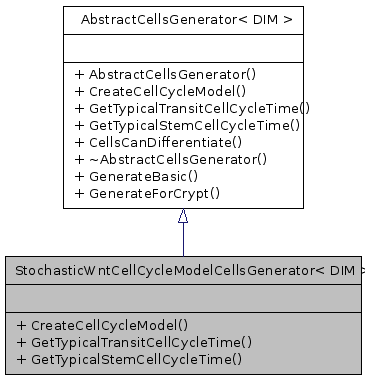 AbstractCellsGenerator< DIM >
+ AbstractCellsGenerator()
+ CreateCellCycleModel()
+ GetTypicalTransitCellCycleTime()
+ GetTypicalStemCellCycleTime()
+ CellsCanDifferentiate()
+ ~AbstractCellsGenerator()
+ GenerateBasic()
+ GenerateForCrypt()
StochasticWntCellCycleModelCellsGenerator< DIM >
+ CreateCellCycleModel()
+ GetTypicalTransitCellCycleTime()
+ GetTypicalStemCellCycleTime()